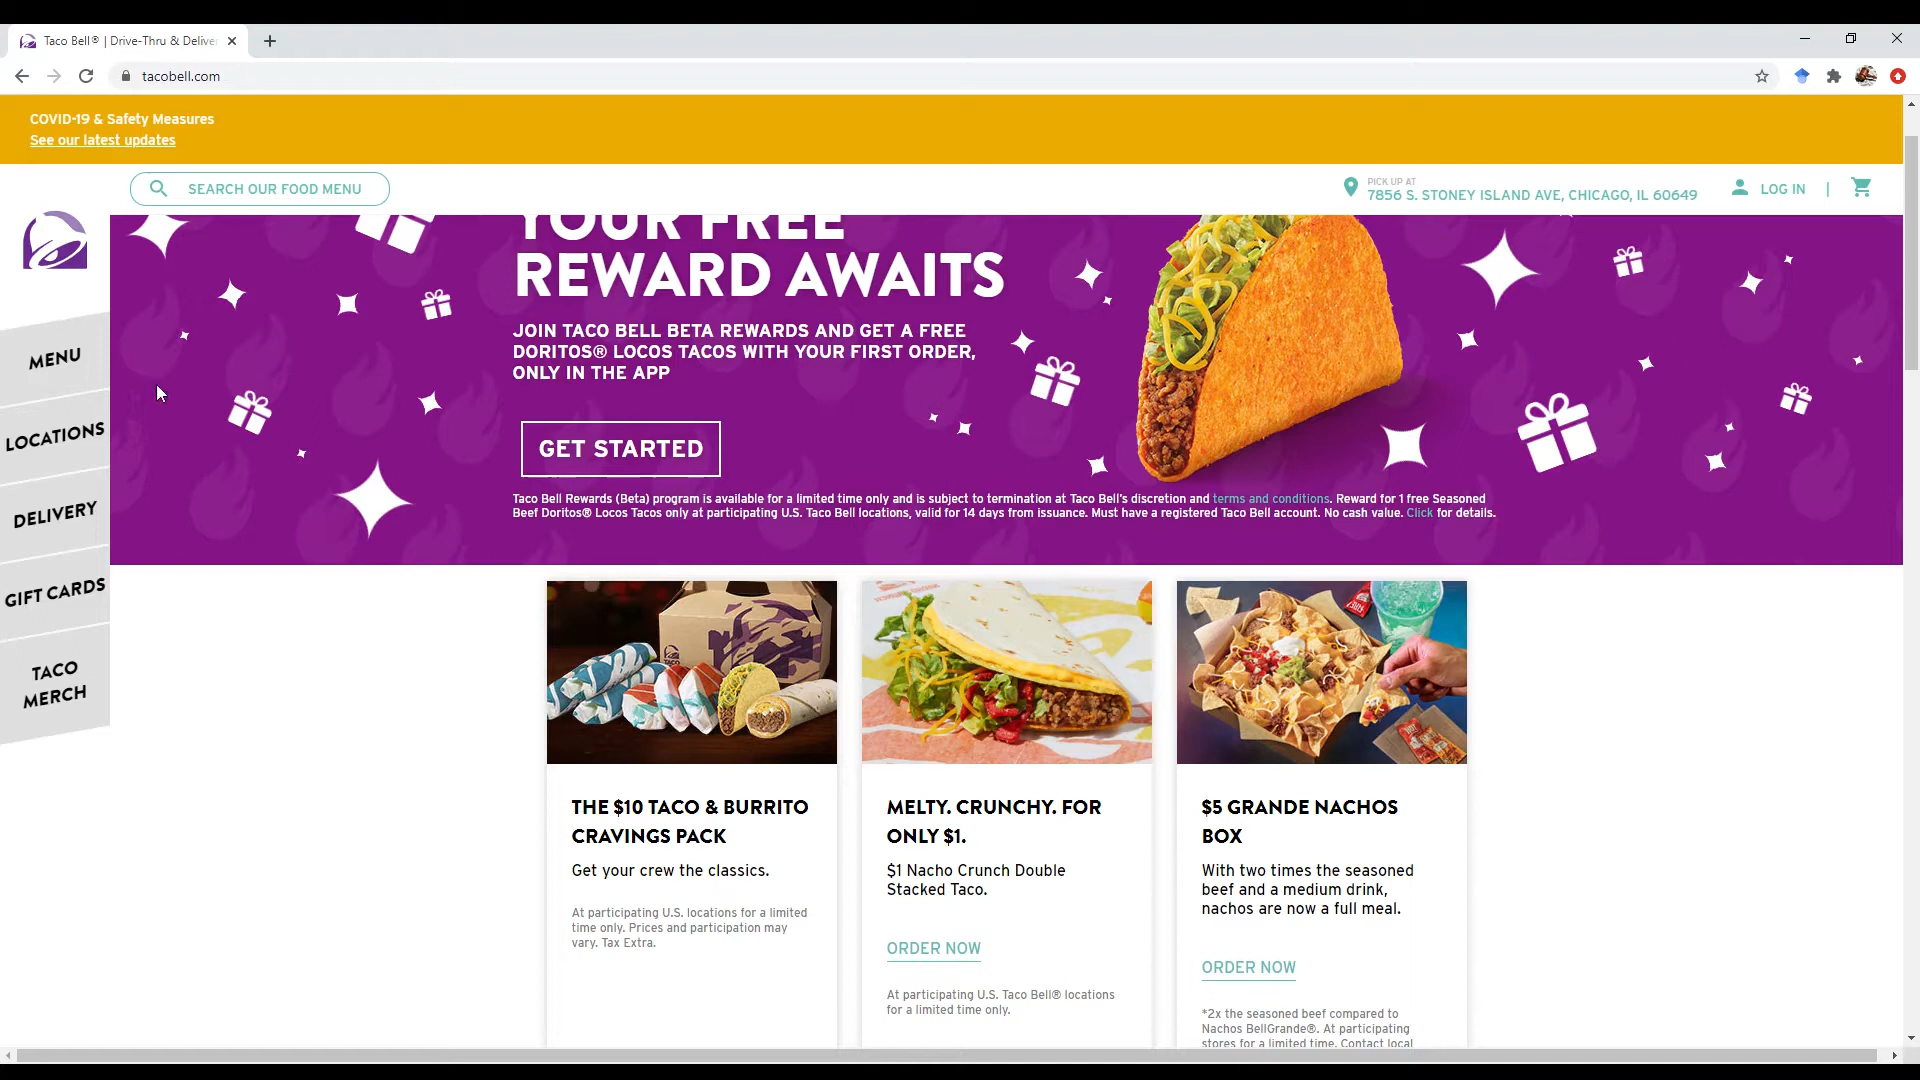 Taco Bell® | Drive-Thru & Deliver
tacobell.com
COVID-19 & Safety Measures
See our latest updates
SEARCH OUR FOOD MENU
PICK UP AT
7856 S. STONEY ISLAND AVE, CHICAGO, IL 60649
LOG IN |
MENU
LOCATIONS
DELIVERY
GIFT CARDS
TACO
MERCH
YOUR FREE
REWARD AWAITS
JOIN TACO BELL BETA REWARDS AND GET A FREE
DORITOS® LOCOS TACOS WITH YOUR FIRST ORDER,
ONLY IN THE APP
GET STARTED
Taco Bell Rewards (Beta) program is available for a limited time only and is subject to termination at Taco Bell's discretion and terms and conditions. Reward for 1 free Seasoned
Beef Doritos® Locos Tacos only at participating U.S. Taco Bell locations, valid for 14 days from issuance. Must have a registered Taco Bell account. No cash value. Click for details.
THE $10 TACO & BURRITO
CRAVINGS PACK
Get your crew the classics.
At participating U.S. locations for a limited
time only. Prices and participation may
vary. Tax Extra.
MELTY. CRUNCHY. FOR
ONLY $1.
$1 Nacho Crunch Double
Stacked Taco.
ORDER NOW
At participating U.S. Taco Bell® locations
for a limited time only.
$5 GRANDE NACHOS
BOX
With two times the seasoned
beef and a medium drink,
nachos are now a full meal.
ORDER NOW
*2x the seasoned beef compared to
Nachos BellGrande®. At participating
stores for a limited time. Contact local